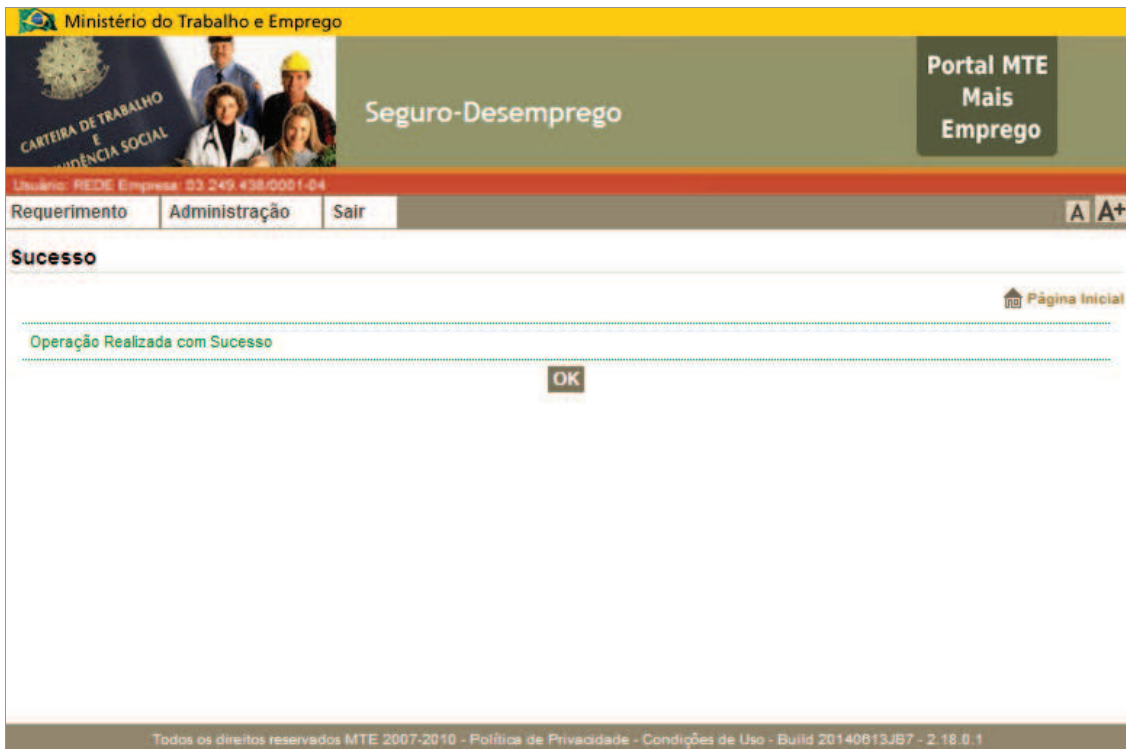 Ministério do Trabalho e Emprego
CARTEIRA DE TRABALHO
E
SOCIAL
Seguro-Desemprego
Portal MTE
Mais
Emprego
Usuário: REDE Empresa: 03.249.438/0001-04
Requerimento Administração Sair A A+
Sucesso
Página Inicial
Operação Realizada com Sucesso
OK
Todos os direitos reservados MTE 2007-2010 - Política de Privacidade - Condições de Uso - Build 20140613JB7 - 2.18.0.1